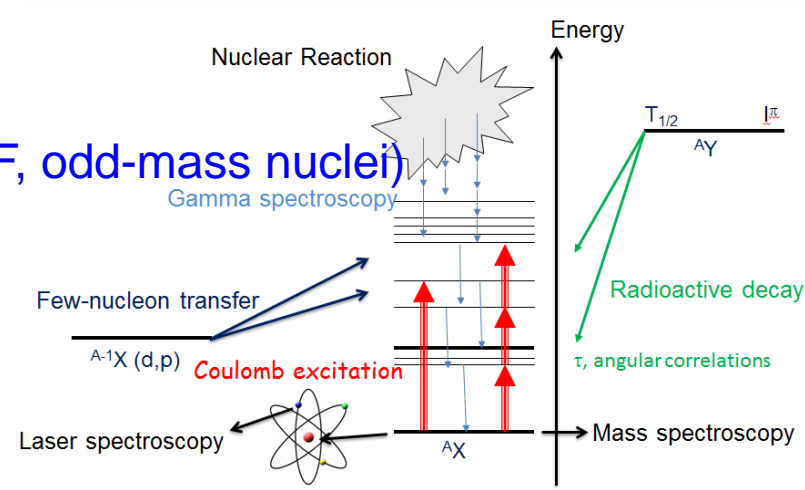 Energy
Nuclear Reaction
T1/2
Iπ
AY
F, odd-mass nuclei)
Gamma spectroscopy
Few-nucleon transfer
Radioactive decay
A-1X (d,p)
Coulomb excitation
τ, angular correlations
Laser spectroscopy
AX
Mass spectroscopy